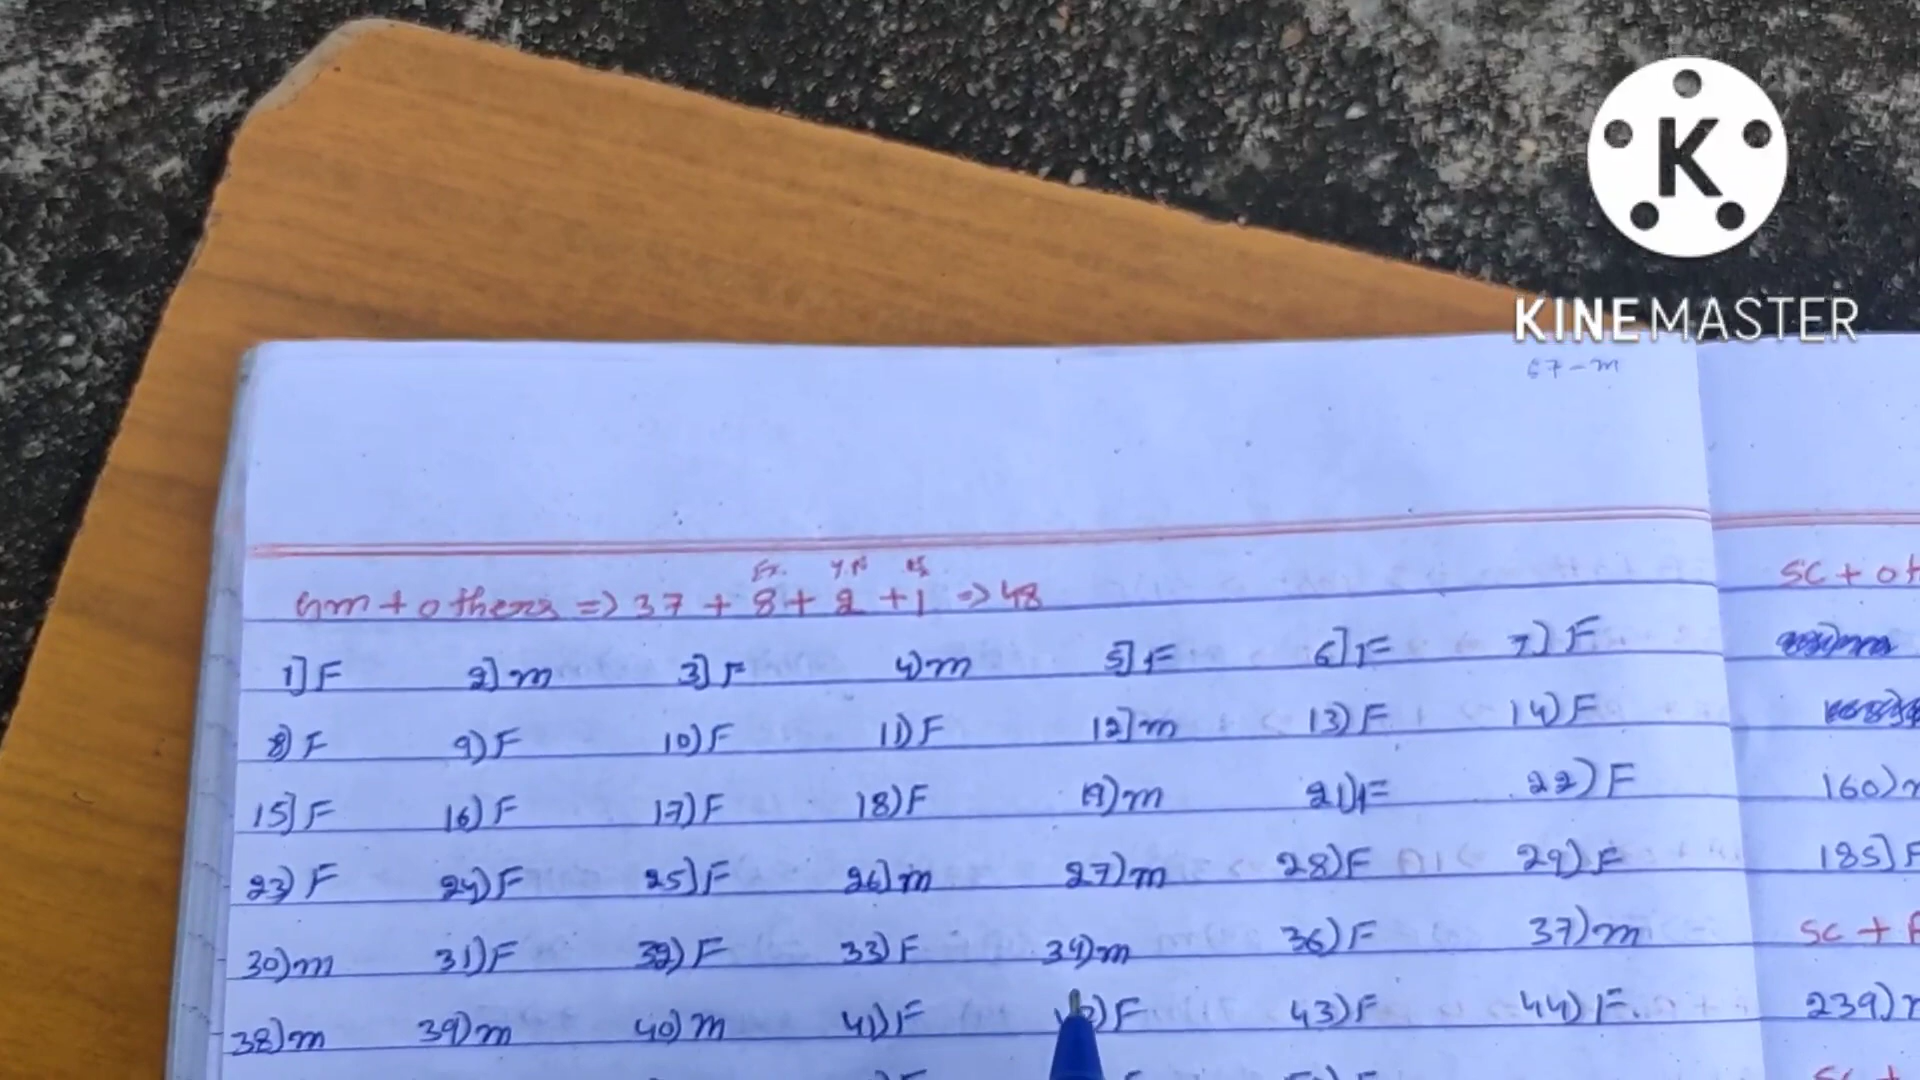 K
KINEMASTER
67-m
Gm + others => 37 + 8 + 2 + 1 => 48
Ex.
SC + ot
1] F 2] m 3] F 4) m 5] F 6] F 7] F
8) F 9) F 10) F 11) F 12] m 13) F 14) F
15] F 16) F 17) F 18) F 19) m 21) F 22) F 160)
23) F 24) F 25) F 26) m 27) m 28) F 29) F 185] F
30) m 31) F 32) F 33) F 34) m 36) F 37) m SC +
38) m 39) m 40) m 41) F F 43) F 44) F. 239)